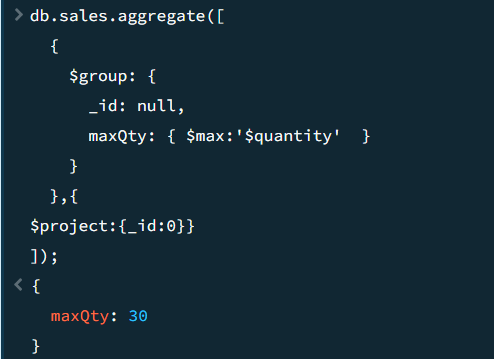 > db.sales.aggregate([
{
$group: {
_id: null,
maxQty: { $max:'$quantity'  }
}
},{
$project:{_id:0}}
]);
< {
maxQty: 30
}